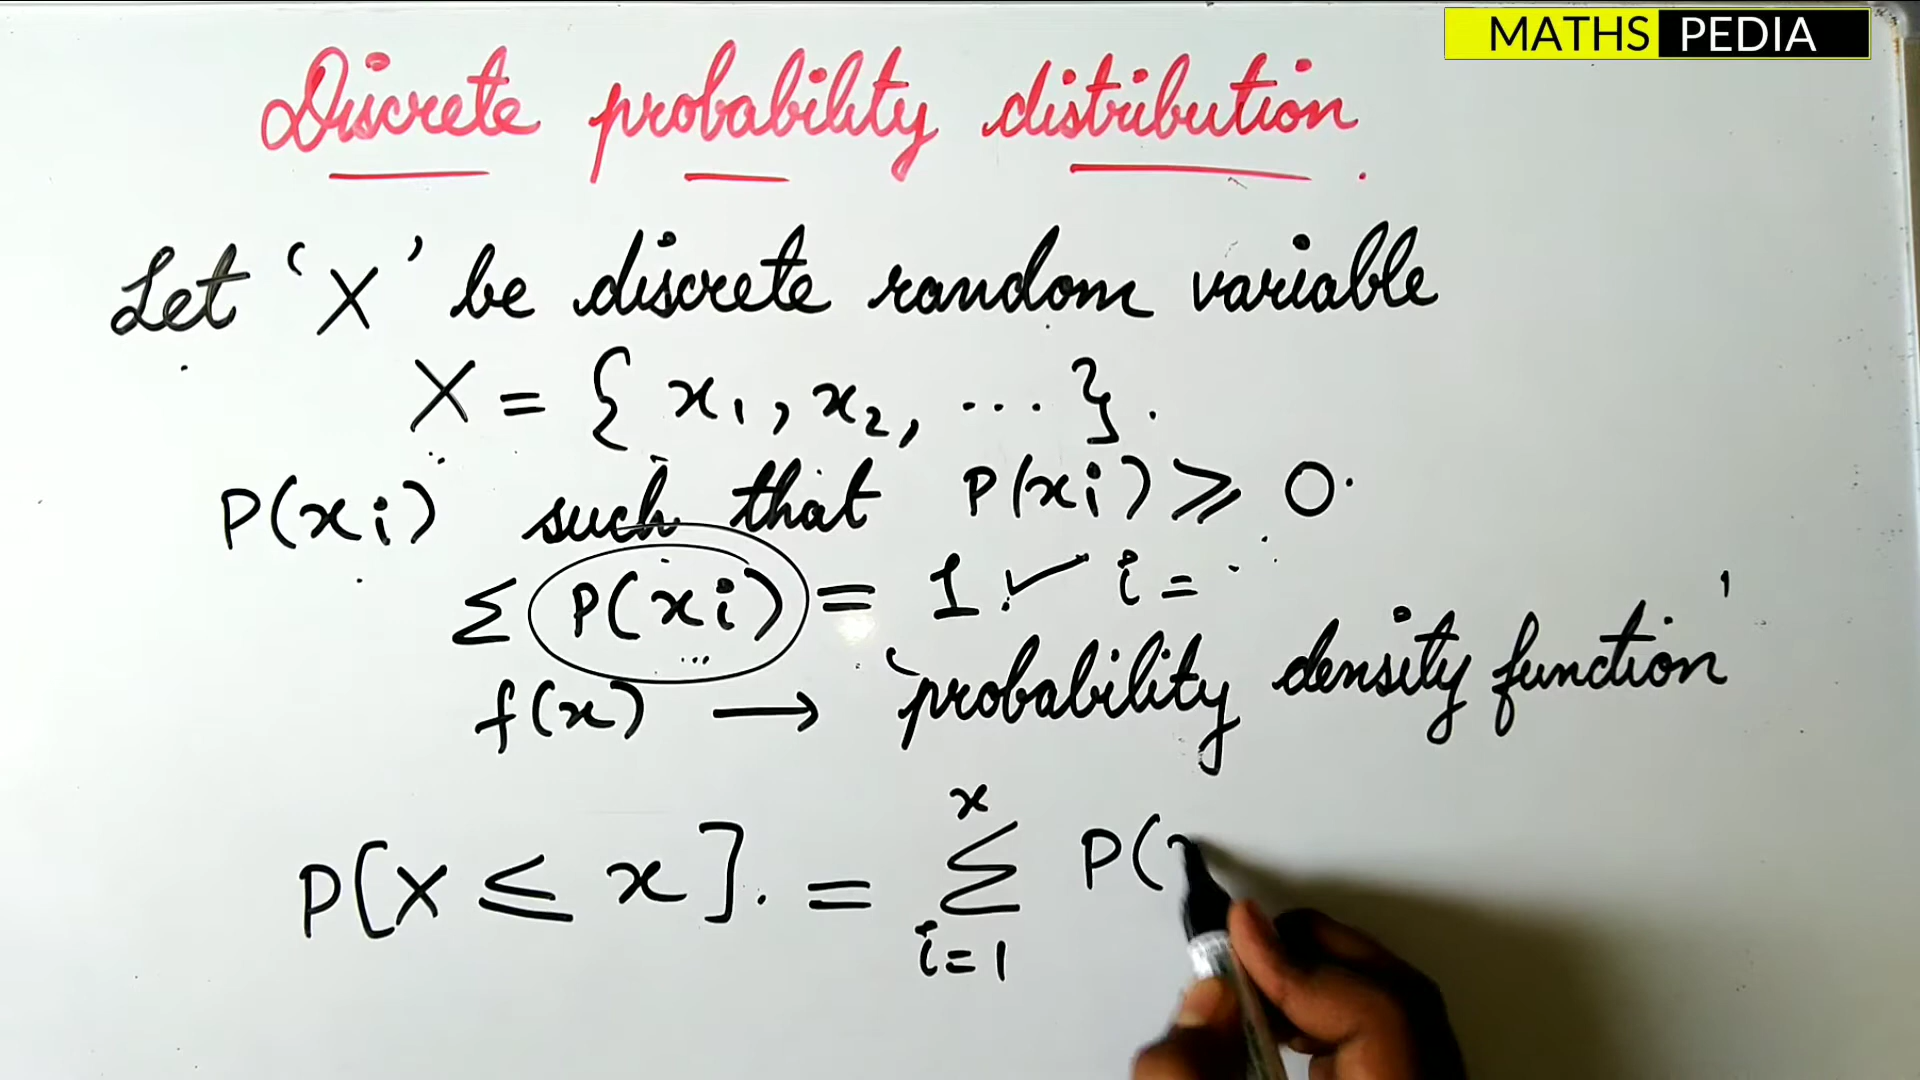 MATHS PEDIA
Discrete probability distribution.
Let 'X' be discrete random variable
X = { x1, x2, ... }.
P(xi) such that P(xi) ⩾ 0.
Σ P(xi) = 1 ✓ i = ...
f(x) → 'probability density function'
x
P[X ≤ x]. = Σ P(x
i=1